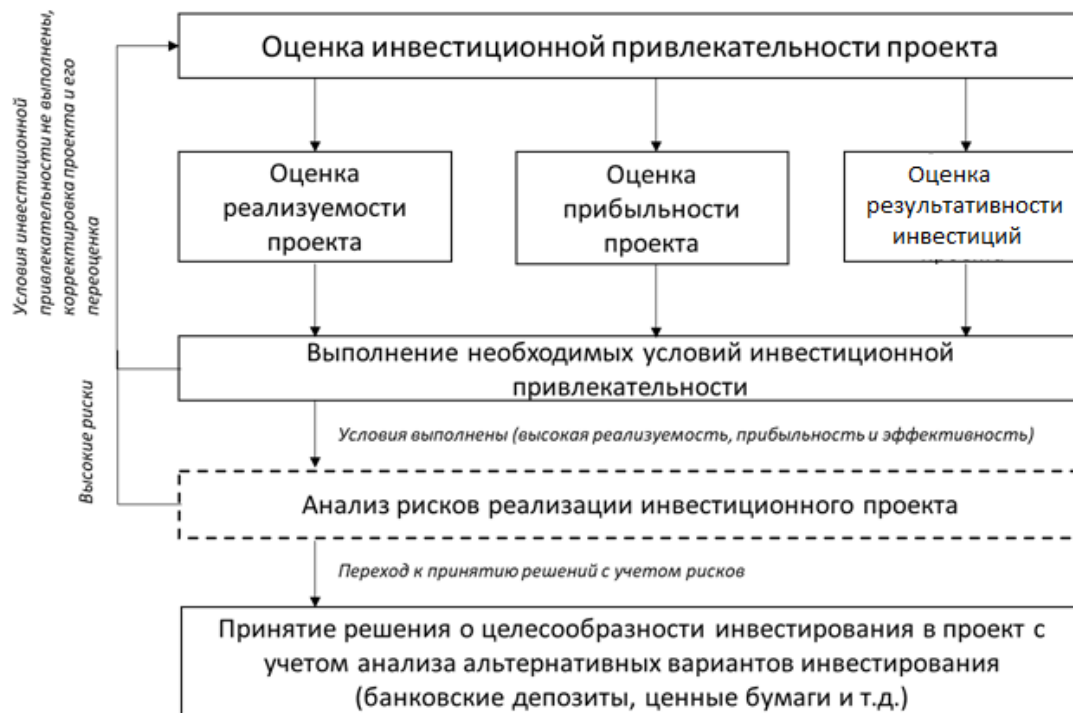 Оценка инвестиционной привлекательности проекта
Условия инвестиционной
привлекательности не выполнены,
корректировка проекта и его
переоценка
Оценка
реализуемости
проекта
Оценка
прибыльности
проекта
Оценка
результативности
инвестиций
Выполнение необходимых условий инвестиционной
привлекательности
Условия выполнены (высокая реализуемость, прибыльность и эффективность)
Высокие риски
Анализ рисков реализации инвестиционного проекта
Переход к принятию решений с учетом рисков
Принятие решения о целесообразности инвестирования в проект с
учетом анализа альтернативных вариантов инвестирования
(банковские депозиты, ценные бумаги и т.д.)